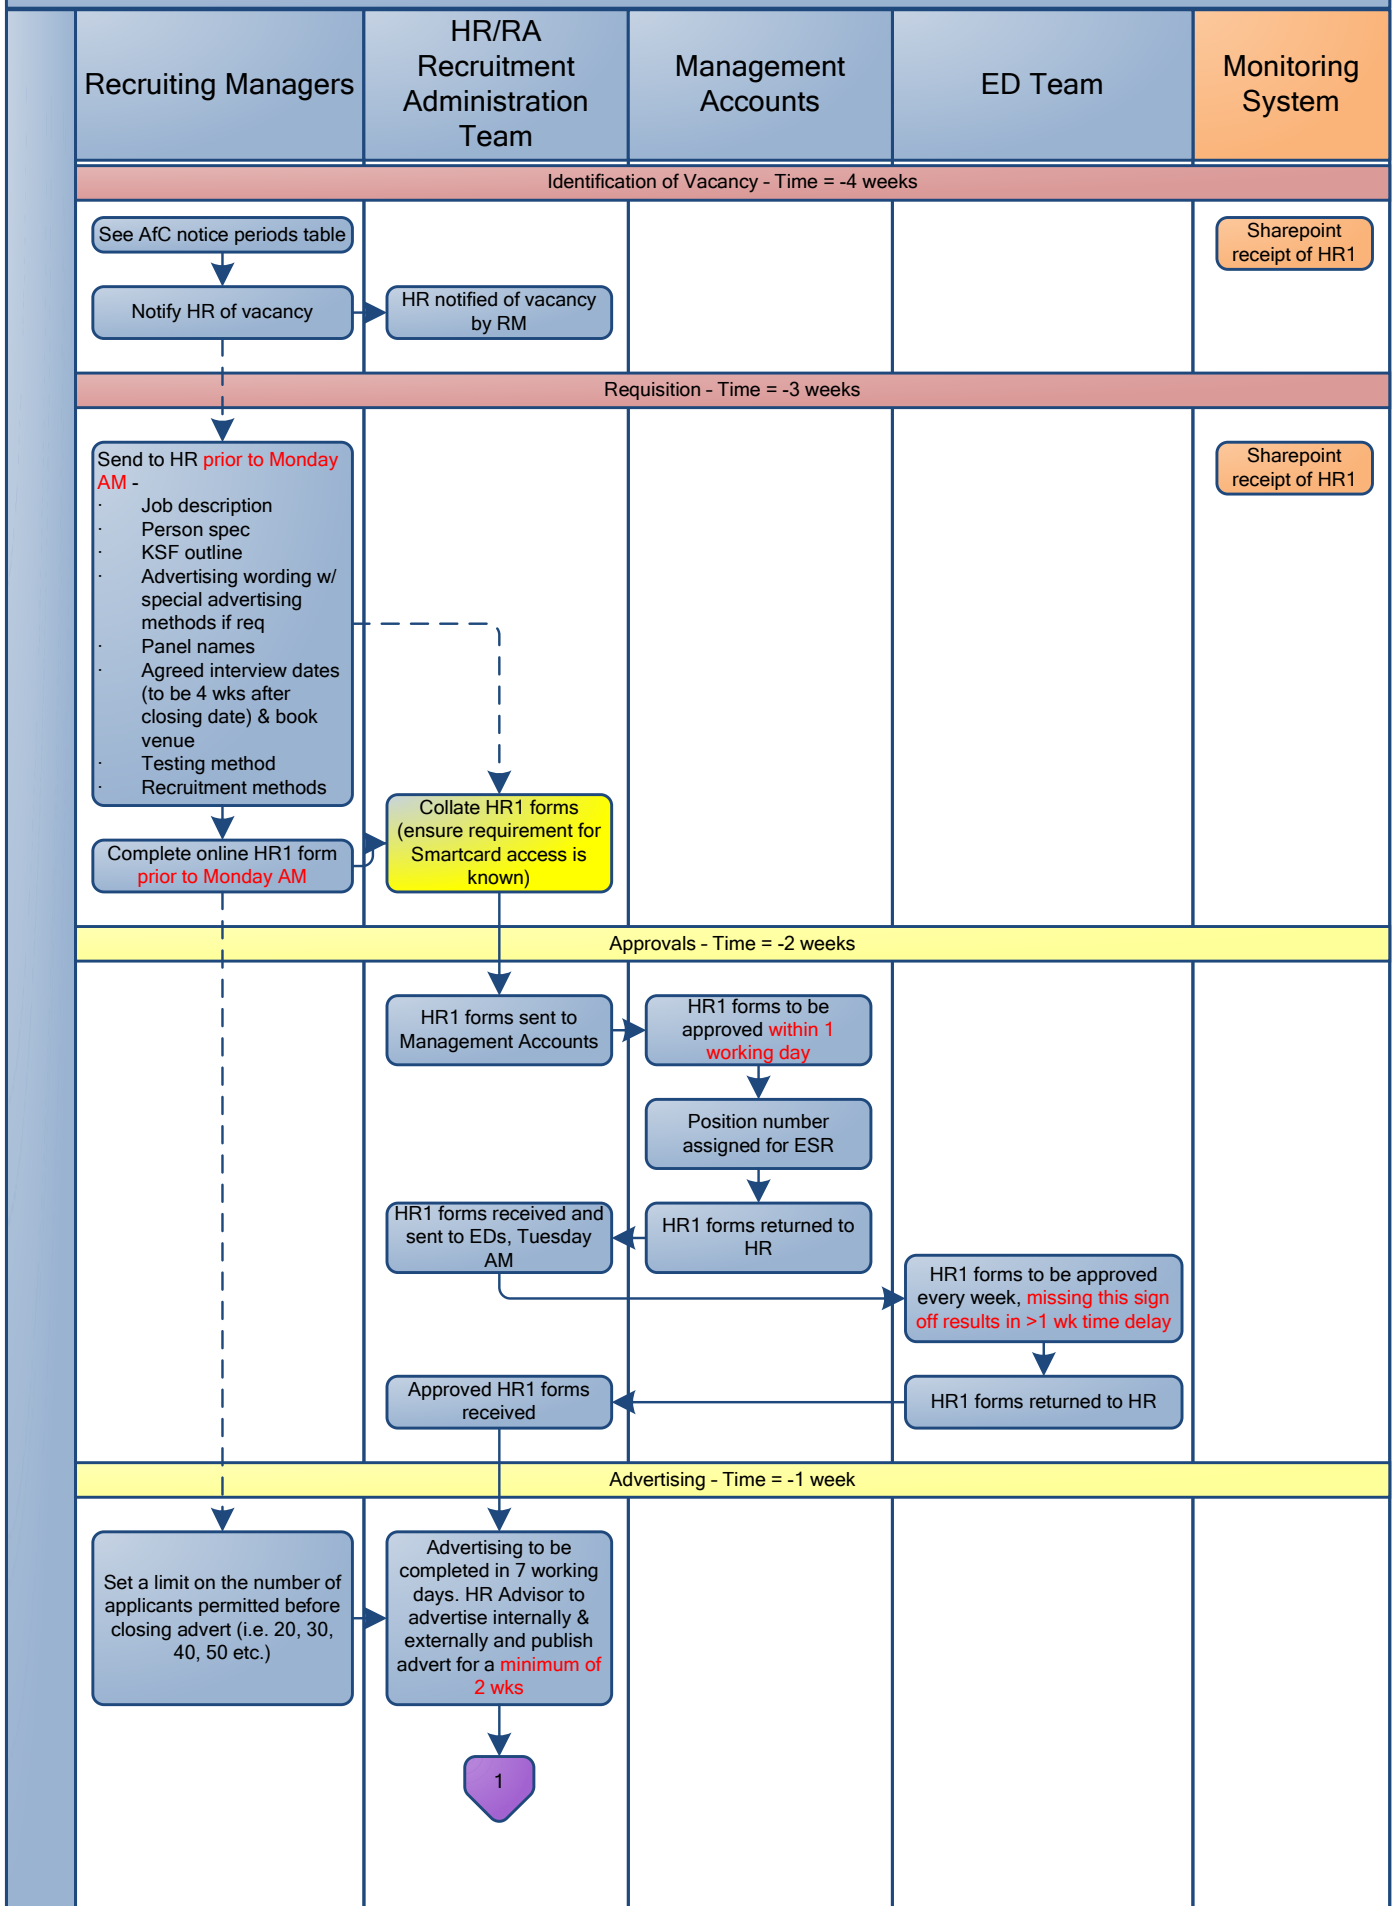 Recruiting Managers
HR/RA
Recruitment
Administration
Team
Management
Accounts
ED Team
Monitoring
System
Identification of Vacancy - Time = -4 weeks
See AfC notice periods table
Sharepoint
receipt of HR1
Notify HR of vacancy
HR notified of vacancy
by RM
Requisition - Time = -3 weeks
Send to HR prior to Monday
AM -
· Job description
· Person spec
· KSF outline
· Advertising wording w/
special advertising
methods if req
· Panel names
· Agreed interview dates
(to be 4 wks after
closing date) & book
venue
· Testing method
· Recruitment methods
Sharepoint
receipt of HR1
Complete online HR1 form
prior to Monday AM
Collate HR1 forms
(ensure requirement for
Smartcard access is
known)
Approvals - Time = -2 weeks
HR1 forms sent to
Management Accounts
HR1 forms to be
approved within 1
working day
Position number
assigned for ESR
HR1 forms returned to
HR
HR1 forms received and
sent to EDs, Tuesday
AM
HR1 forms to be approved
every week, missing this sign
off results in >1 wk time delay
HR1 forms returned to HR
Approved HR1 forms
received
Advertising - Time = -1 week
Set a limit on the number of
applicants permitted before
closing advert (i.e. 20, 30,
40, 50 etc.)
Advertising to be
completed in 7 working
days. HR Advisor to
advertise internally &
externally and publish
advert for a minimum of
2 wks
1